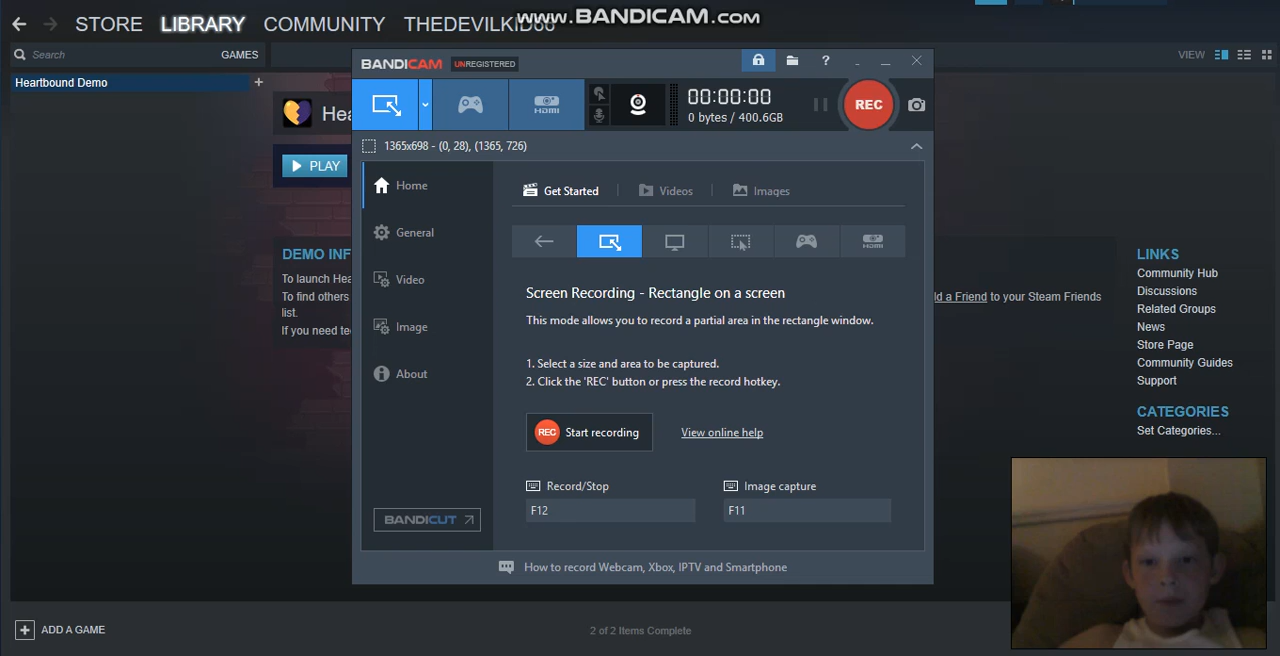 www.BANDICAM.com
STORE LIBRARY COMMUNITY THEDEVILKID66
Search GAMES
VIEW
Heartbound Demo +
BANDICAM UNREGISTERED
?
HDMI
00:00:00
0 bytes / 400.6GB
REC
1365x698 - (0, 28), (1365, 726)
Hea
PLAY
Home
General
Video
Image
About
BANDICUT
Get Started
Videos
Images
HDMI
Screen Recording - Rectangle on a screen
This mode allows you to record a partial area in the rectangle window.
1. Select a size and area to be captured.
2. Click the 'REC' button or press the record hotkey.
REC Start recording
View online help
Record/Stop
Image capture
F12
F11
How to record Webcam, Xbox, IPTV and Smartphone
DEMO INF
To launch Hea
To find others
list.
If you need te
d a Friend to your Steam Friends
LINKS
Community Hub
Discussions
Related Groups
News
Store Page
Community Guides
Support
CATEGORIES
Set Categories...
+ ADD A GAME
2 of 2 Items Complete